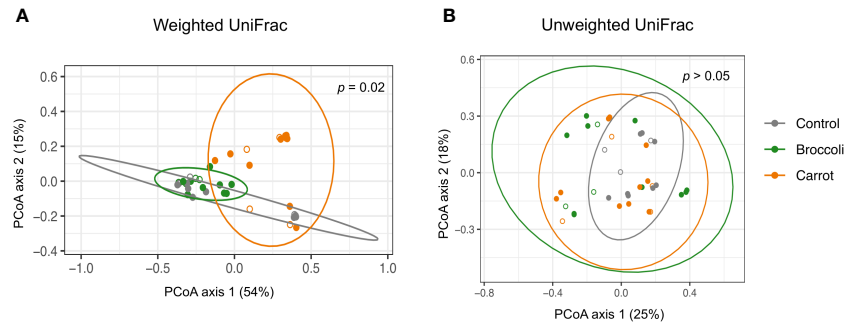 A
Weighted UniFrac
p = 0.02
0.6
0.4
0.2
0.0
−0.2
−0.4
PCoA axis 2 (15%)
−1.0 −0.5 0.0 0.5 1.0
PCoA axis 1 (54%)
B
Unweighted UniFrac
p > 0.05
0.6
0.3
0.0
−0.3
PCoA axis 2 (18%)
−0.8 −0.4 0.0 0.4
PCoA axis 1 (25%)
Control
Broccoli
Carrot